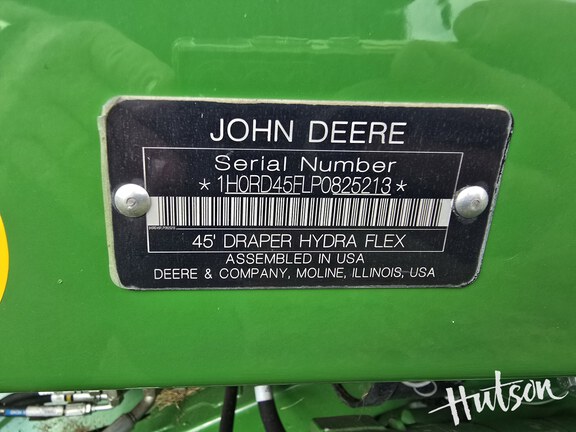 JOHN DEERE
Serial Number
*1H0RD45FLP0825213*
45' DRAPER HYDRA FLEX
ASSEMBLED IN USA
DEERE & COMPANY, MOLINE, ILLINOIS, USA
Hutson